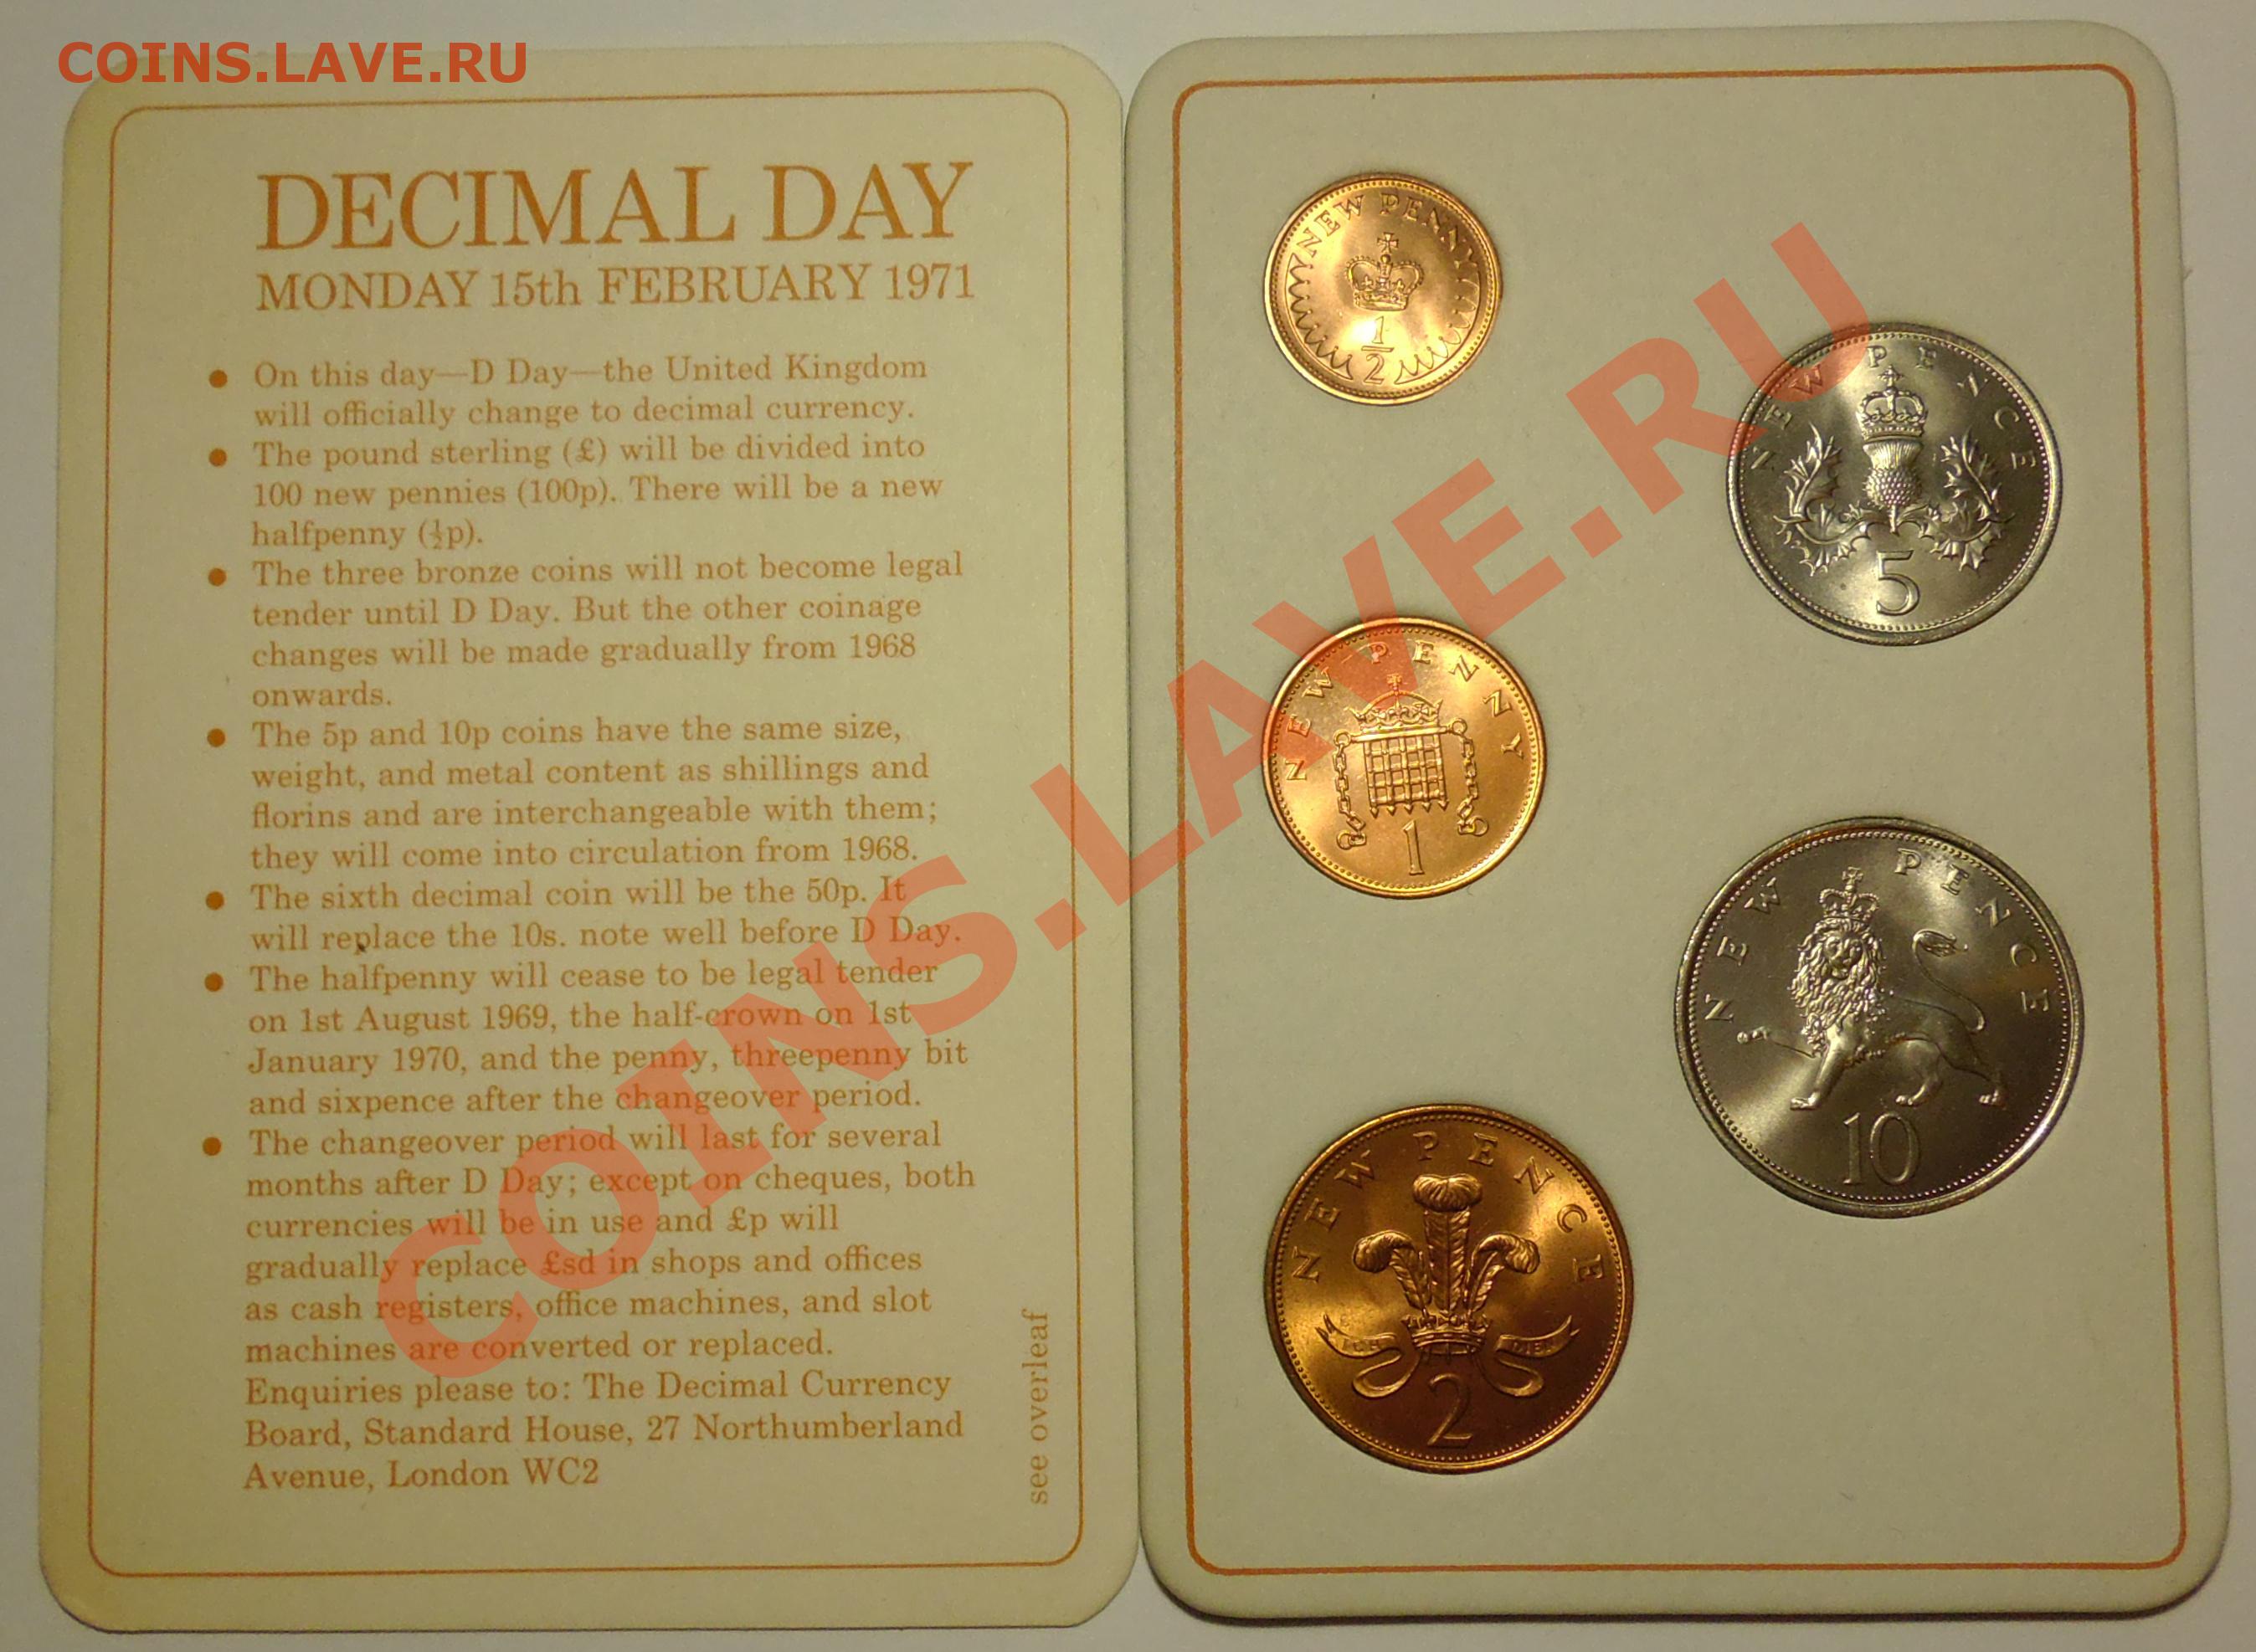 COINS.LAVE.RU
DECIMAL DAY
MONDAY 15th FEBRUARY 1971
● On this day—D Day—the United Kingdom
will officially change to decimal currency.
● The pound sterling (£) will be divided into
100 new pennies (100p). There will be a new
halfpenny (½p).
● The three bronze coins will not become legal
tender until D Day. But the other coinage
changes will be made gradually from 1968
onwards.
● The 5p and 10p coins have the same size,
weight, and metal content as shillings and
florins and are interchangeable with them;
they will come into circulation from 1968.
● The sixth decimal coin will be the 50p. It
will replace the 10s. note well before D Day.
● The halfpenny will cease to be legal tender
on 1st August 1969, the half-crown on 1st
January 1970, and the penny, threepenny bit
and sixpence after the changeover period.
● The changeover period will last for several
months after D Day; except on cheques, both
currencies will be in use and £p will
gradually replace £sd in shops and offices
as cash registers, office machines, and slot
machines are converted or replaced.
Enquiries please to: The Decimal Currency
Board, Standard House, 27 Northumberland
Avenue, London WC2
see overleaf
NEW PENNY
½
NEW PENCE
5
NEW PENNY
1
NEW PENCE
10
NEW PENCE
ICH DIEN
2
COINS.LAVE.RU